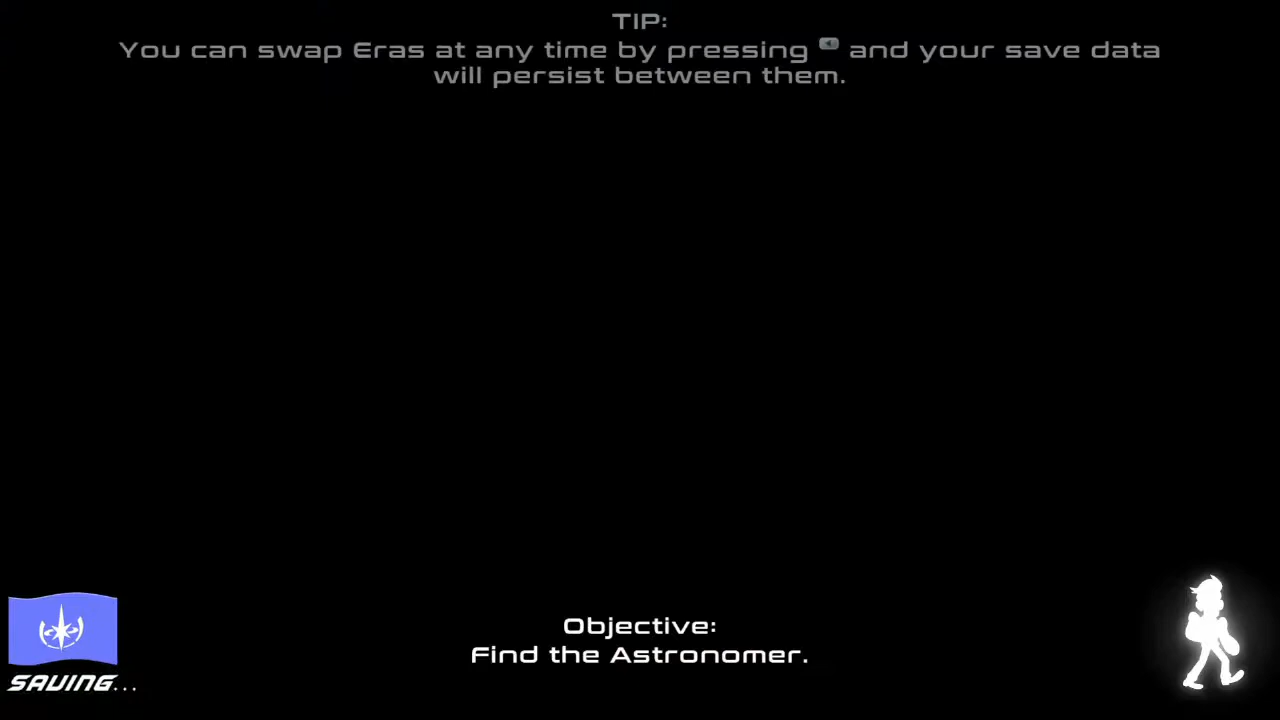 TIP:
You can swap Eras at any time by pressing and your save data
will persist between them.
Objective:
Find the Astronomer.
SAVING...